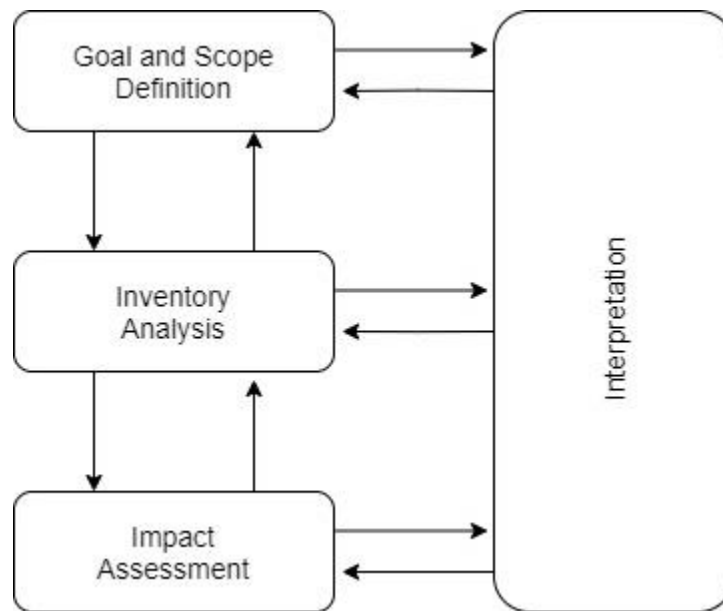 Goal and Scope
Definition
Inventory
Analysis
Interpretation
Impact
Assessment